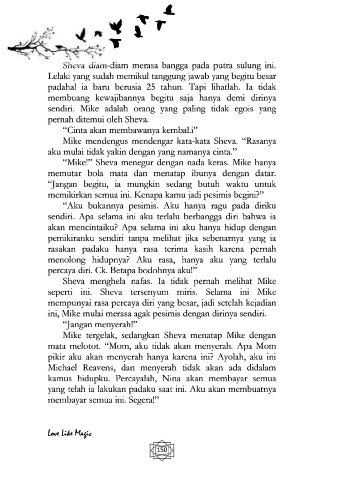 Sheva diam-diam merasa bangga pada putra sulung ini.
Lelaki yang sudah memikul tanggung jawab yang begitu besar
padahal ia baru berusia 25 tahun. Tapi lihatlah. Ia tidak
membuang kewajibannya begitu saja hanya demi dirinya
sendiri. Mike adalah orang yang paling tidak egois yang
pernah ditemui oleh Sheva.
“Cinta akan membawanya kembal.i”
Mike mendengus mendengar kata-kata Sheva. “Rasanya
aku mulai tidak yakin dengan yang namanya cinta.”
“Mike!” Sheva menegur dengan nada keras. Mike hanya
memutar bola mata dan menatap ibunya dengan datar.
“Jangan begitu, ia mungkin sedang butuh waktu untuk
memikirkan semua ini. Kenapa kamu jadi pesimis begini?”
“Aku bukannya pesimis. Aku hanya ragu pada diriku
sendiri. Apa selama ini aku terlalu berbangga diri bahwa ia
akan mencintaiku? Apa selama ini aku hanya hidup dengan
pemikiranku sendiri tanpa melihat jika sebenarnya yang ia
rasakan padaku hanya rasa terima kasih karena pernah
menolong hidupnya? Aku rasa, hanya aku yang terlalu
percaya diri. Ck. Betapa bodohnya aku!”
Sheva menghela nafas. Ia tidak pernah melihat Mike
seperti ini. Sheva tersenyum miris. Selama ini Mike
mempunyai rasa percaya diri yang besar, jadi setelah kejadian
ini, Mike mulai merasa agak pesimis dengan dirinya sendiri.
“Jangan menyerah!”
Mike tergelak, sedangkan Sheva menatap Mike dengan
mata melotot. “Mom, aku tidak akan menyerah. Apa Mom
pikir aku akan menyerah hanya karena ini? Ayolah, aku ini
Michael Reavens, dan menyerah tidak akan ada didalam
kamus hidupku. Percayalah, Nina akan membayar semua
yang telah ia lakukan padaku saat ini. Aku akan membuatnya
membayar semua ini. Segera!”
Love Like Magic
150